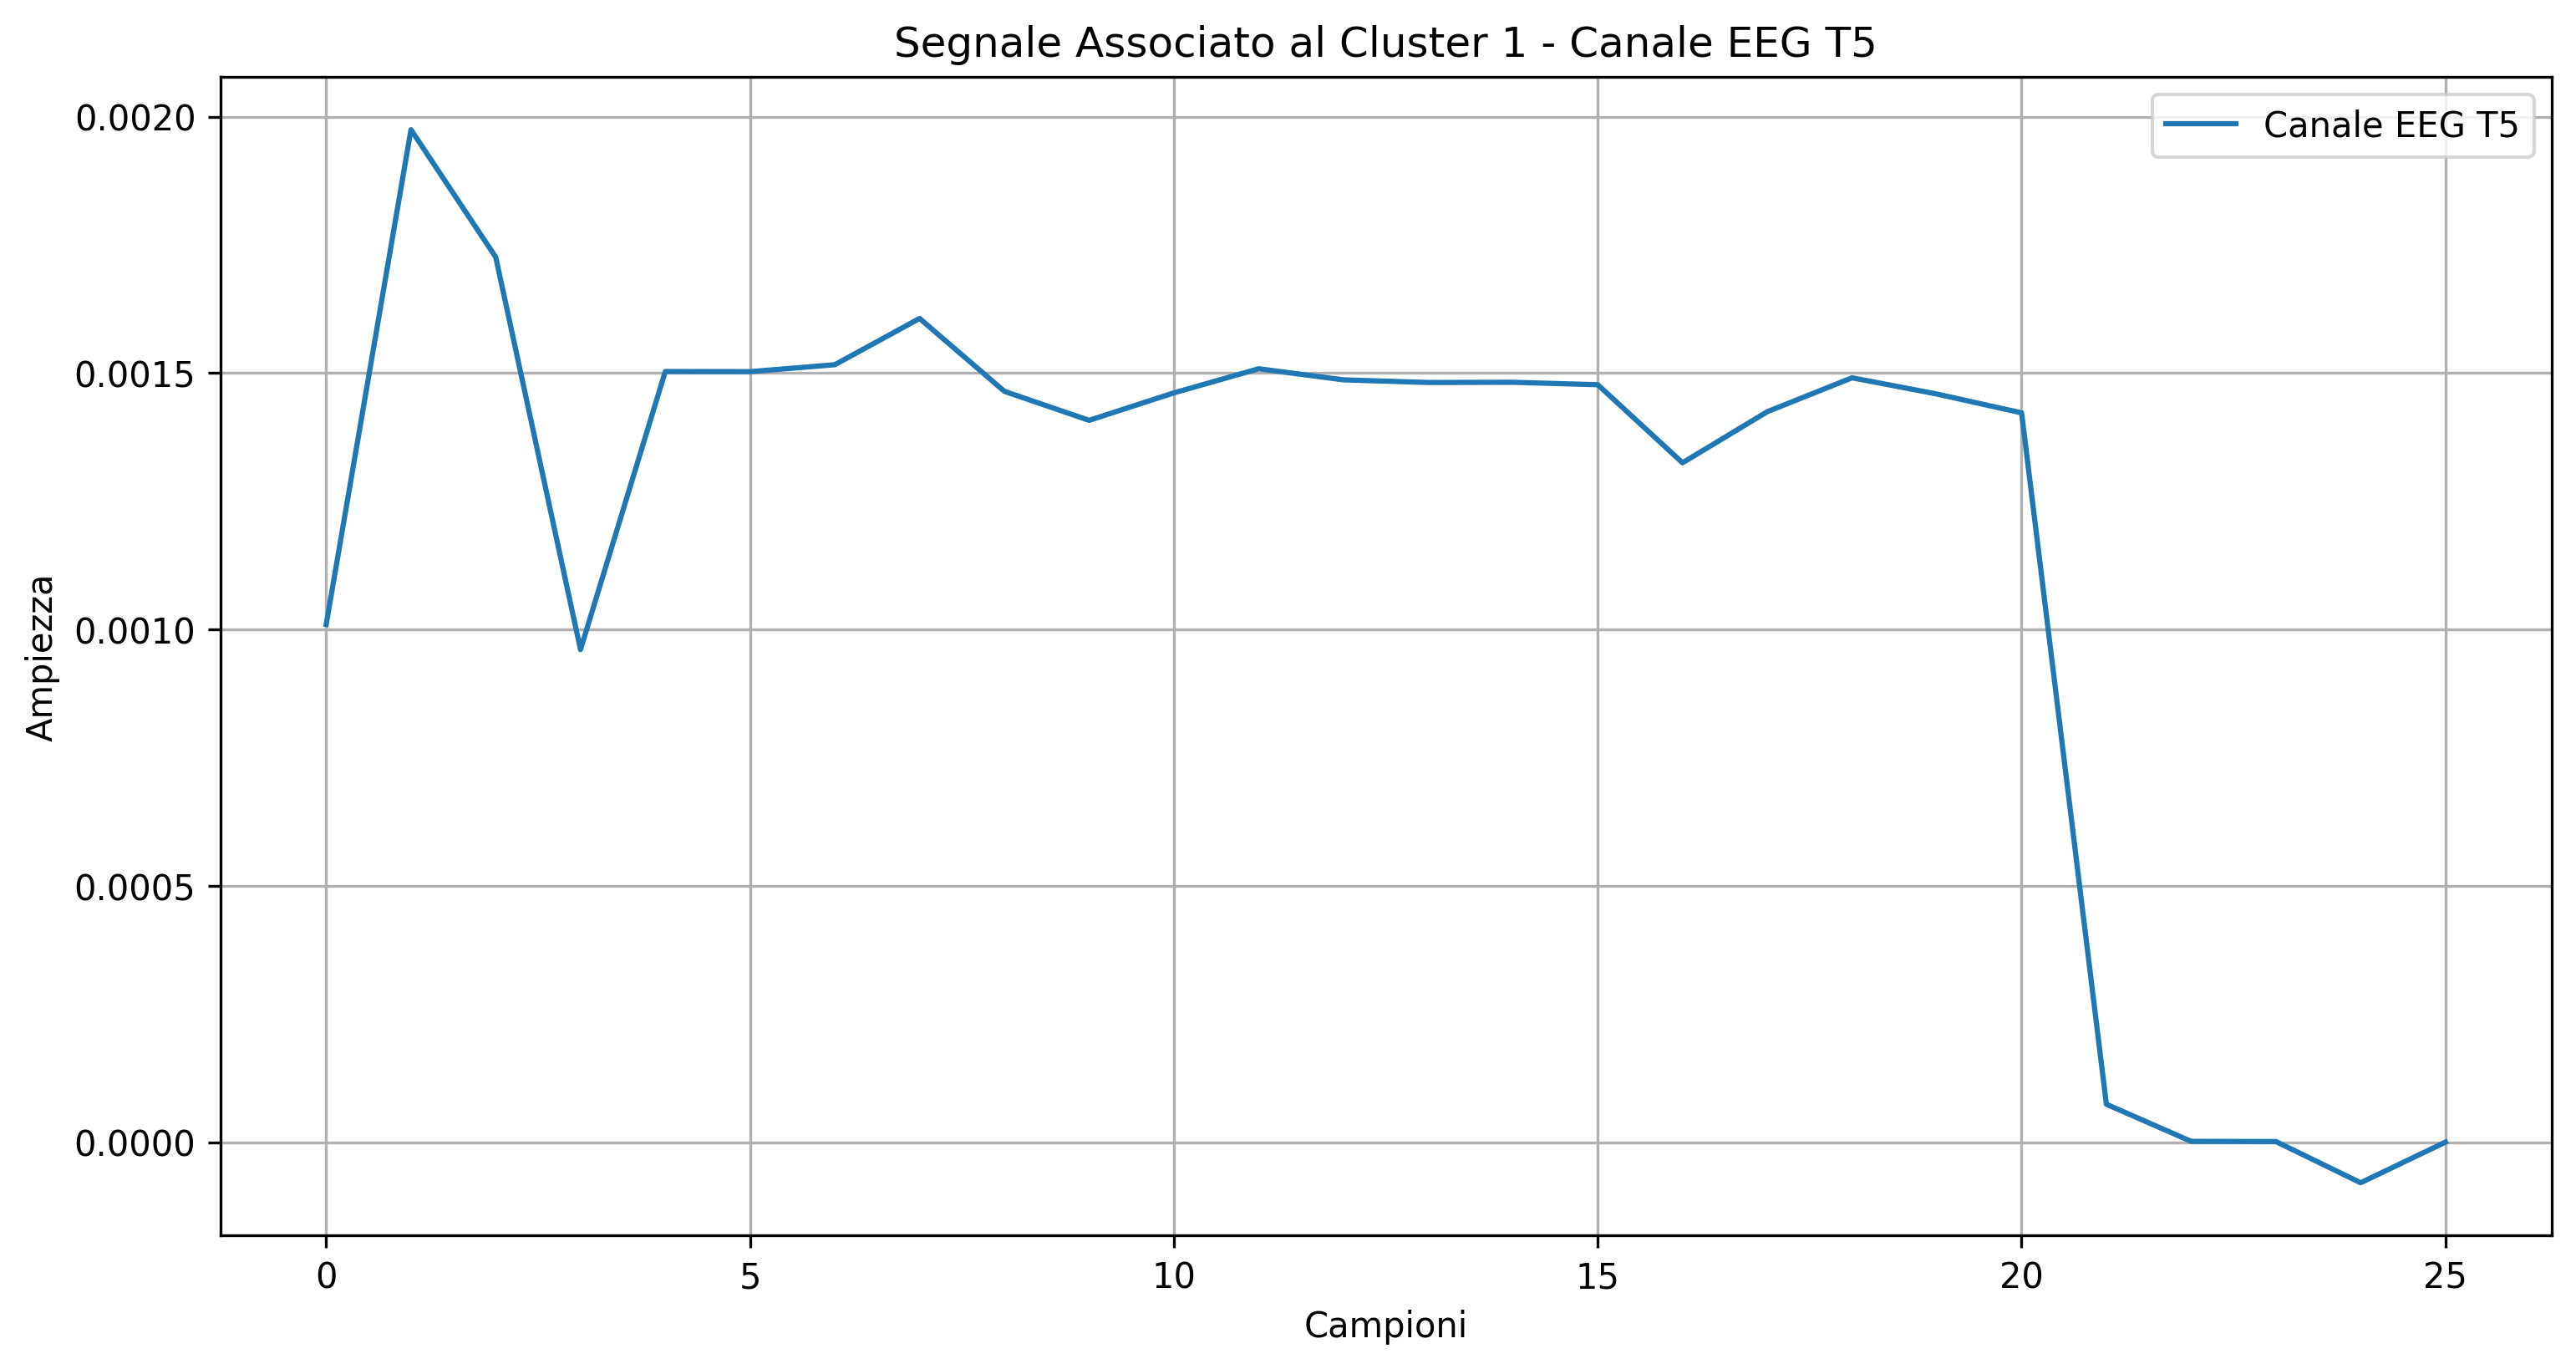 Segnale Associato al Cluster 1 - Canale EEG T5
Canale EEG T5
0.0020
0.0015
0.0010
0.0005
0.0000
Ampiezza
0 5 10 15 20 25
Campioni